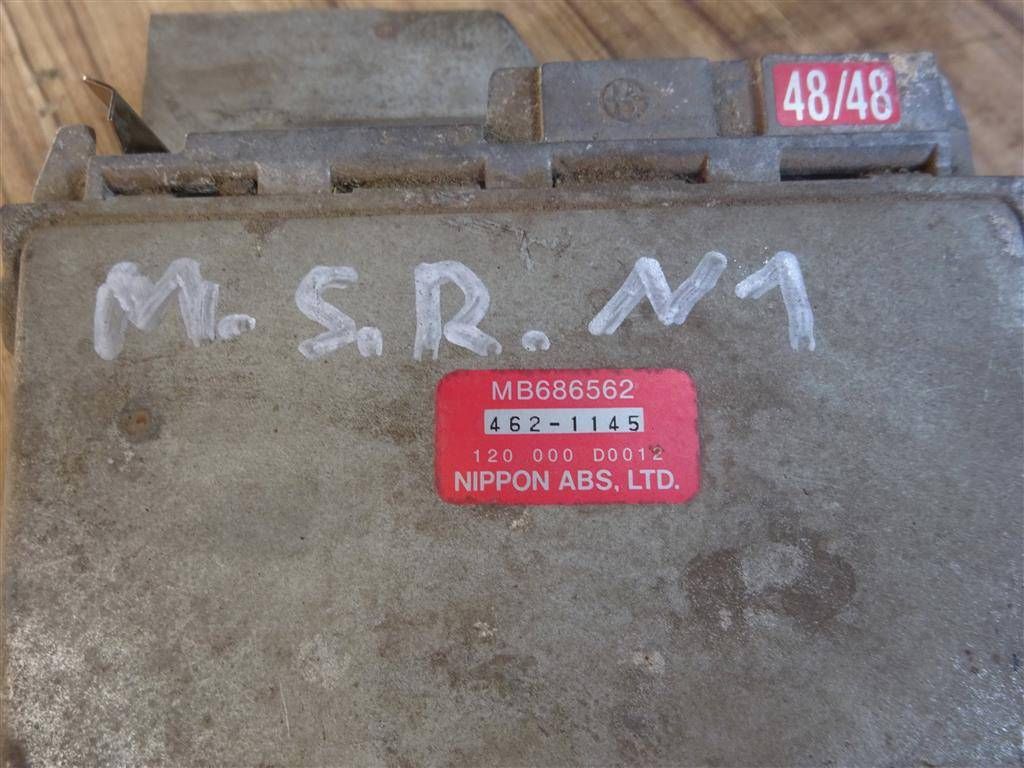 48/48
M. S.R. N1
MB686562
462-1145
120 000 D0012
NIPPON ABS, LTD.